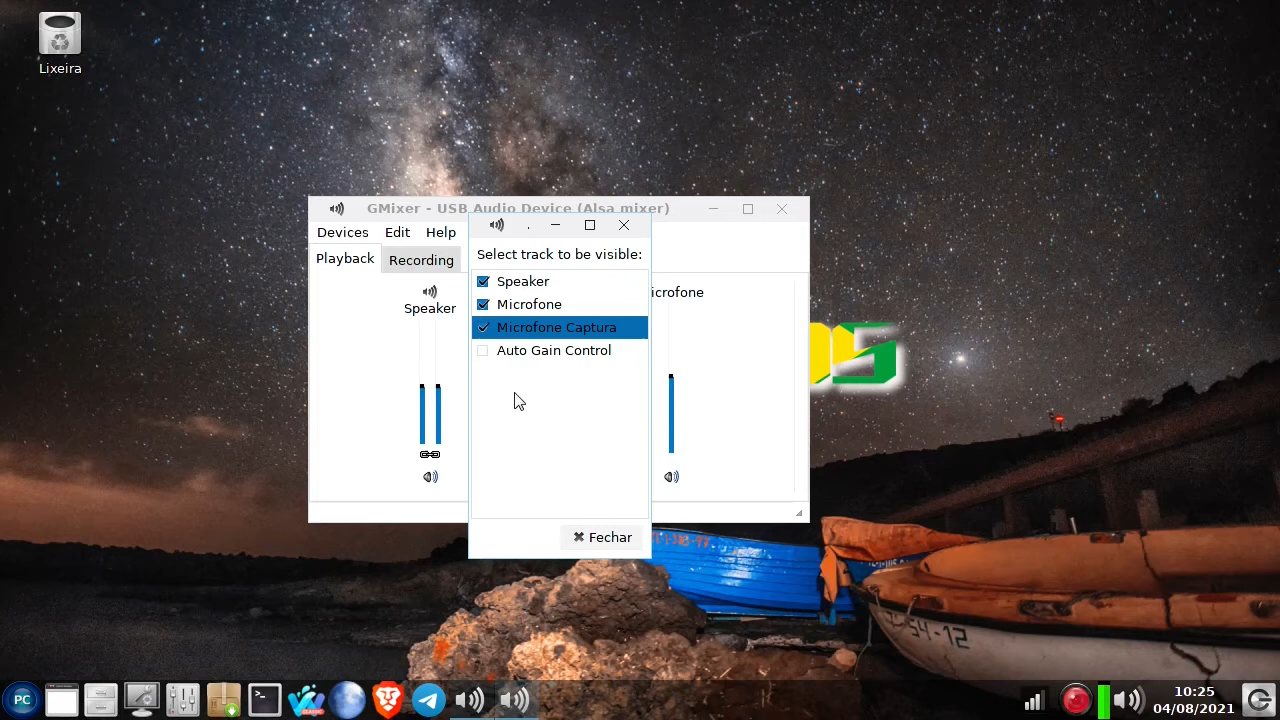 Lixeira
GMixer - USB Audio Device (Alsa mixer)
Devices Edit Help
Playback Recording
Speaker
icrofone
.
Select track to be visible:
Speaker
Microfone
Microfone Captura
Auto Gain Control
Fechar
PC
10:25
04/08/2021